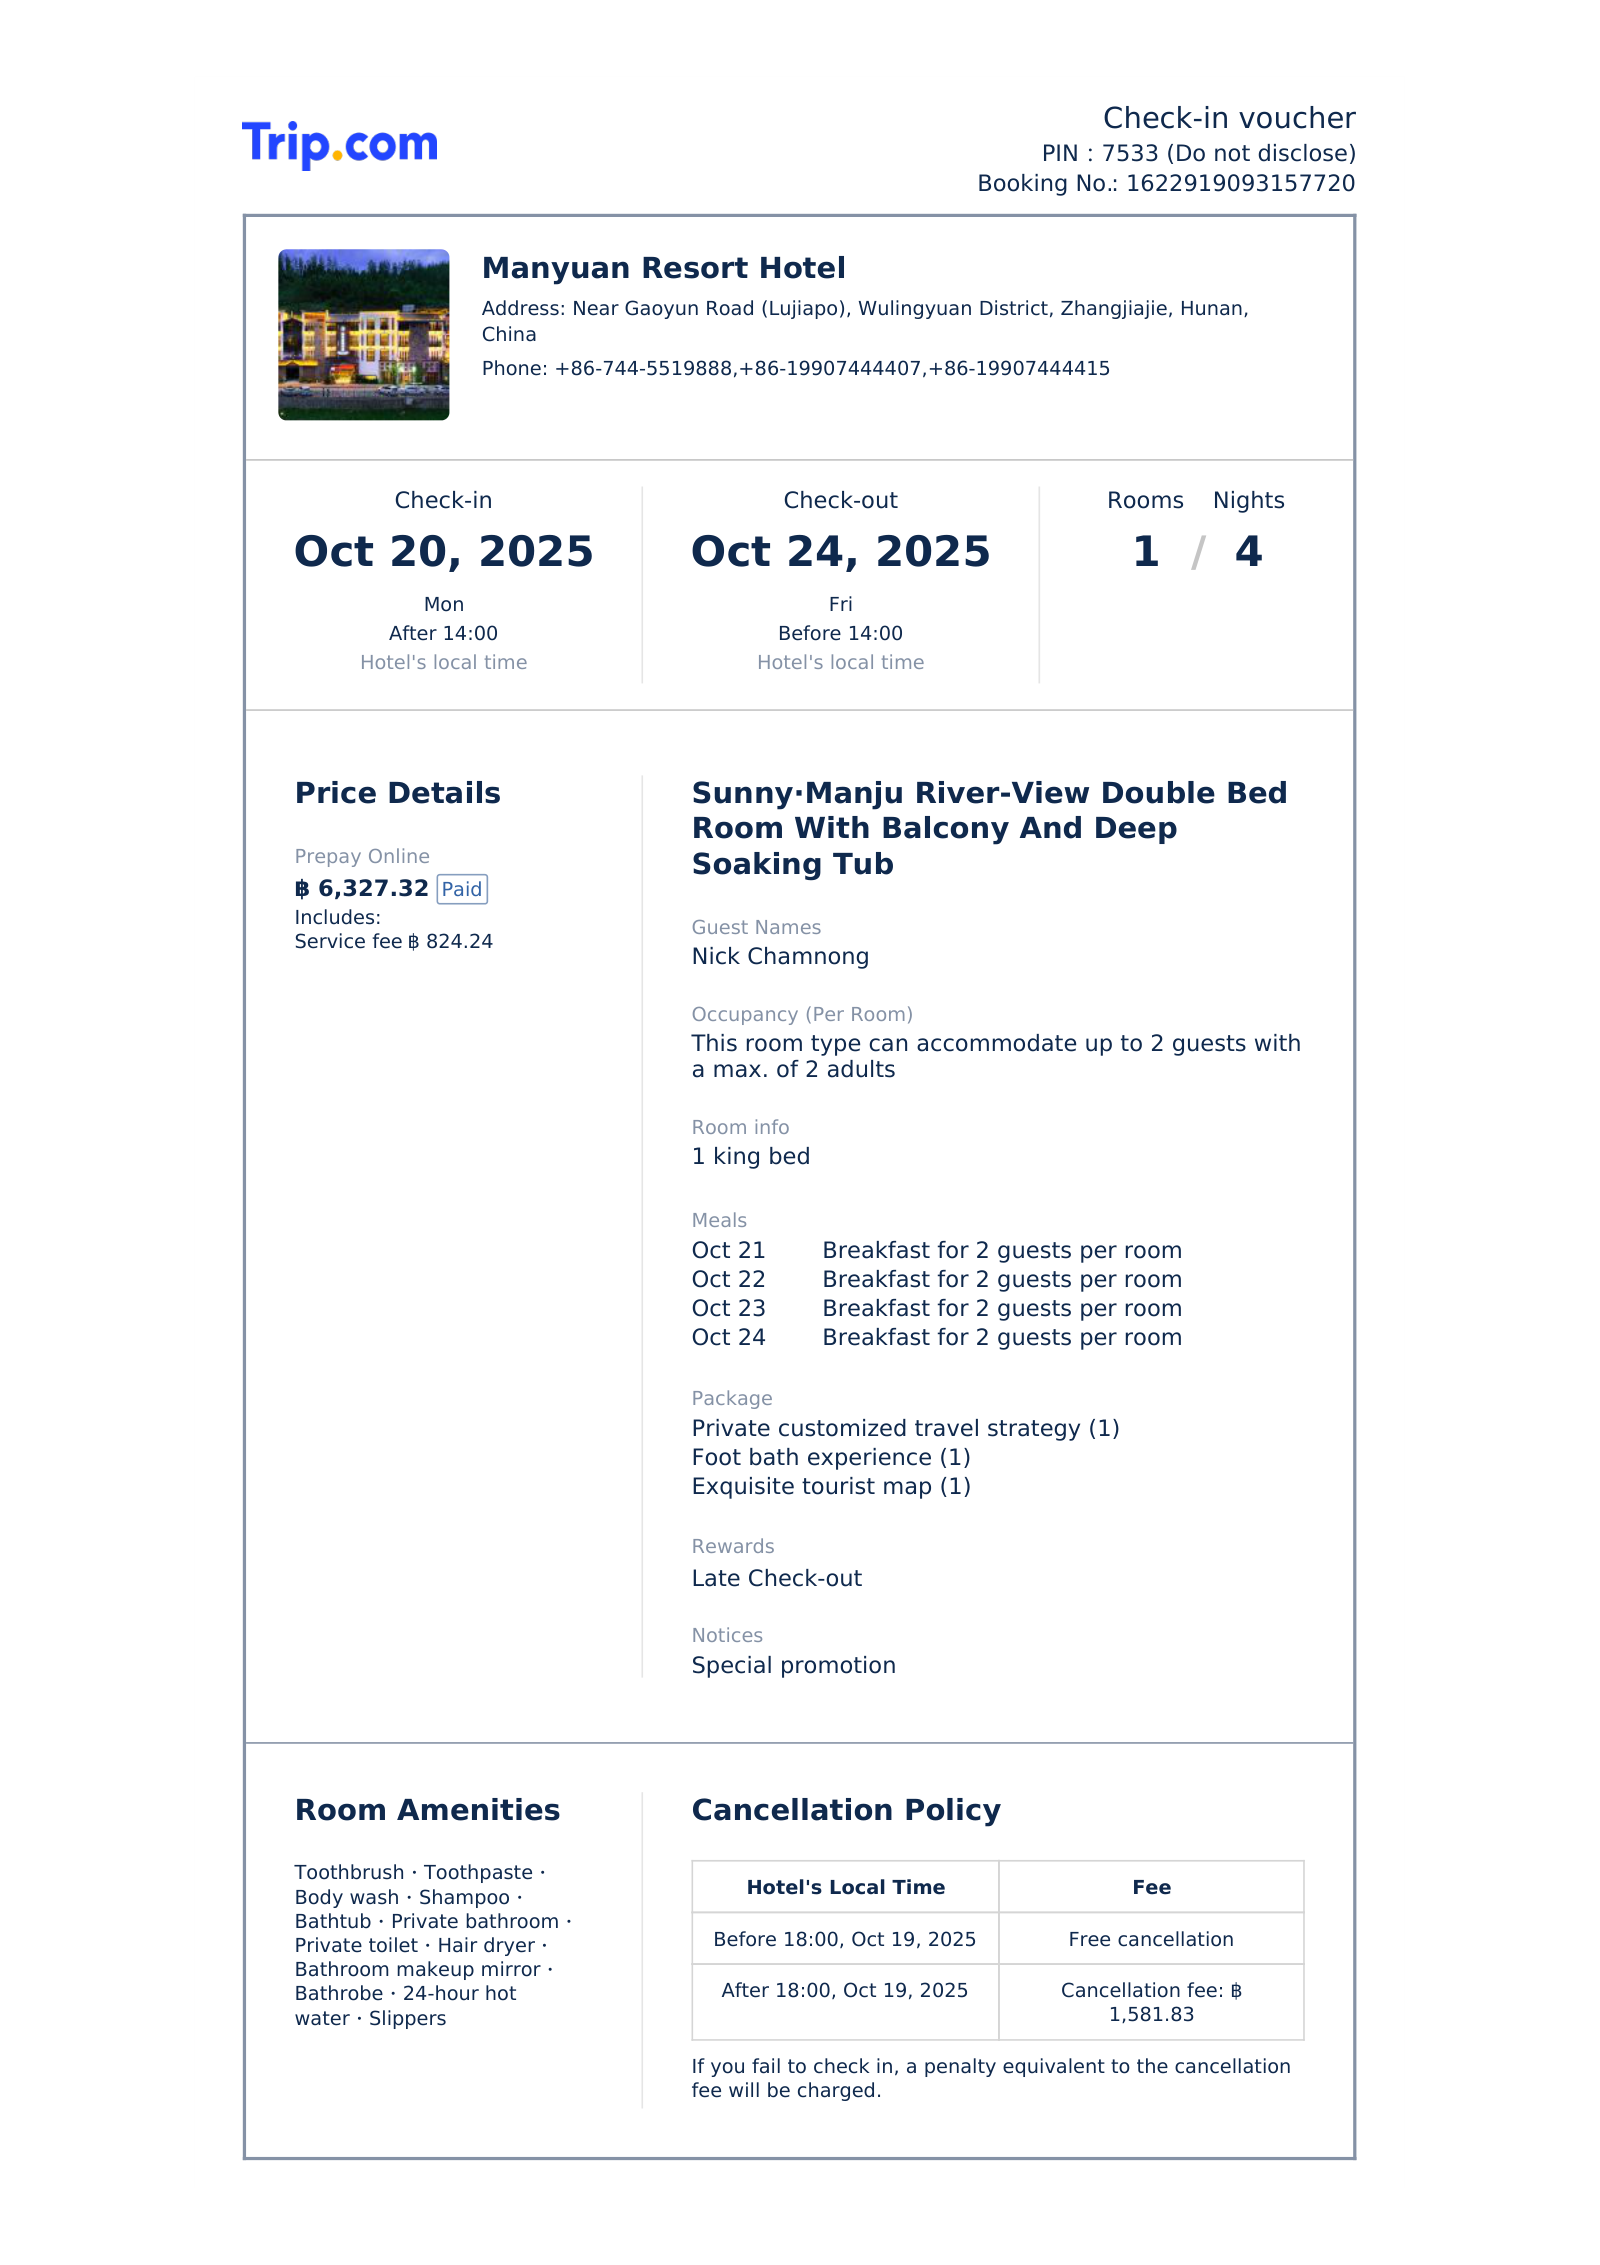 Trip.com
Check-in voucher
PIN : 7533 (Do not disclose)
Booking No.: 1622919093157720
Manyuan Resort Hotel
Address: Near Gaoyun Road (Lujiapo), Wulingyuan District, Zhangjiajie, Hunan,
China
Phone: +86-744-5519888,+86-19907444407,+86-19907444415
Check-in
Oct 20, 2025
Mon
After 14:00
Hotel's local time
Check-out
Oct 24, 2025
Fri
Before 14:00
Hotel's local time
Rooms Nights
1 / 4
Price Details
Prepay Online
฿ 6,327.32 Paid
Includes:
Service fee ฿ 824.24
Sunny·Manju River-View Double Bed
Room With Balcony And Deep
Soaking Tub
Guest Names
Nick Chamnong
Occupancy (Per Room)
This room type can accommodate up to 2 guests with
a max. of 2 adults
Room info
1 king bed
Meals
Oct 21 Breakfast for 2 guests per room
Oct 22 Breakfast for 2 guests per room
Oct 23 Breakfast for 2 guests per room
Oct 24 Breakfast for 2 guests per room
Package
Private customized travel strategy (1)
Foot bath experience (1)
Exquisite tourist map (1)
Rewards
Late Check-out
Notices
Special promotion
Room Amenities
Toothbrush · Toothpaste ·
Body wash · Shampoo ·
Bathtub · Private bathroom ·
Private toilet · Hair dryer ·
Bathroom makeup mirror ·
Bathrobe · 24-hour hot
water · Slippers
Cancellation Policy
Hotel's Local Time Fee
Before 18:00, Oct 19, 2025 Free cancellation
After 18:00, Oct 19, 2025 Cancellation fee: ฿
1,581.83
If you fail to check in, a penalty equivalent to the cancellation
fee will be charged.